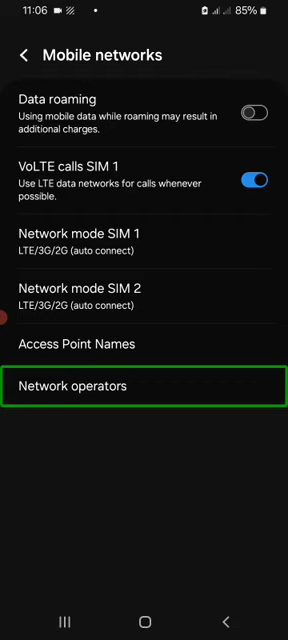 11:06 85%
Mobile networks
Data roaming
Using mobile data while roaming may result in
additional charges.
VoLTE calls SIM 1
Use LTE data networks for calls whenever
possible.
Network mode SIM 1
LTE/3G/2G (auto connect)
Network mode SIM 2
LTE/3G/2G (auto connect)
Access Point Names
Network operators